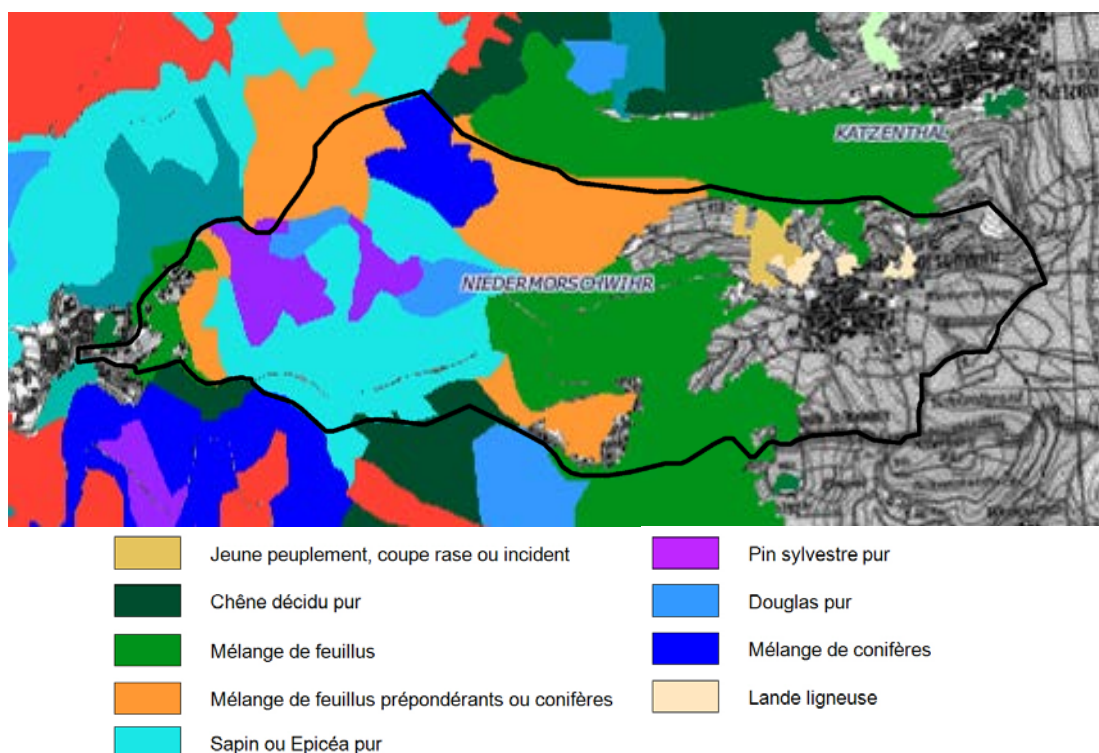 KATZENTHAL
NIEDERMORSCHWIHR
Jeune peuplement, coupe rase ou incident
Pin sylvestre pur
Chêne décidu pur
Douglas pur
Mélange de feuillus
Mélange de conifères
Mélange de feuillus prépondérants ou conifères
Lande ligneuse
Sapin ou Epicéa pur